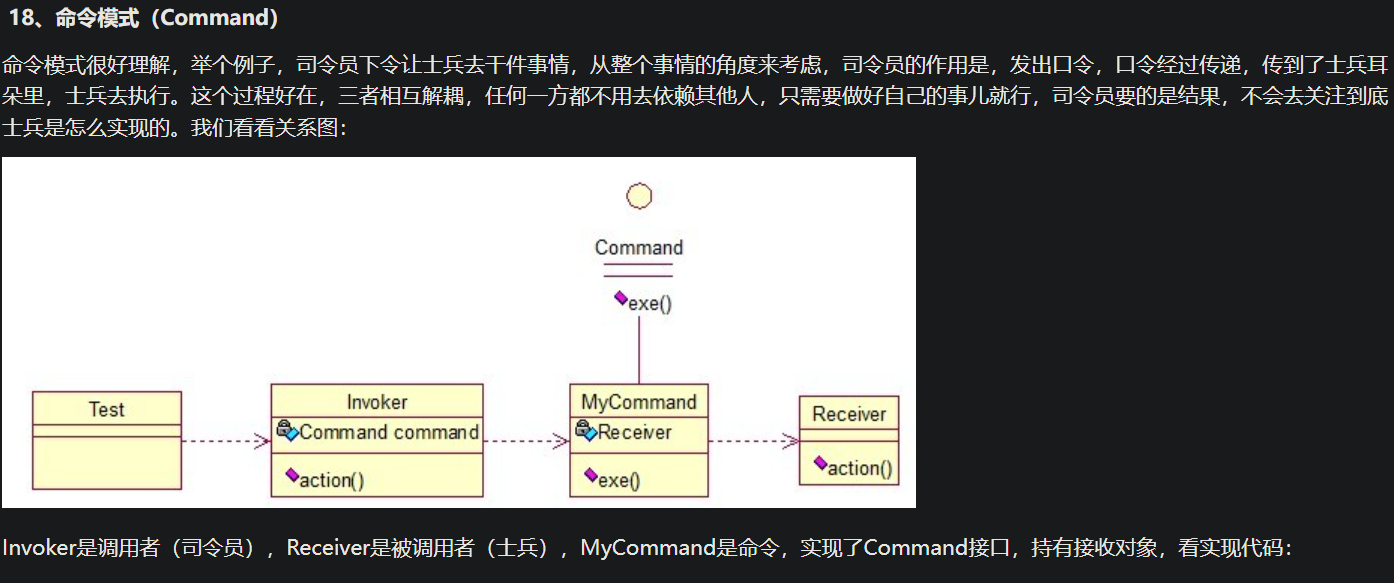 18、命令模式（Command）
命令模式很好理解，举个例子，司令员下令让士兵去干件事情，从整个事情的角度来考虑，司令员的作用是，发出口令，口令经过传递，传到了士兵耳
朵里，士兵去执行。这个过程好在，三者相互解耦，任何一方都不用去依赖其他人，只需要做好自己的事儿就行，司令员要的是结果，不会去关注到底
士兵是怎么实现的。我们看看关系图：
Command
exe()
Test
Invoker
Command command
action()
MyCommand
Receiver
exe()
Receiver
action()
Invoker是调用者（司令员），Receiver是被调用者（士兵），MyCommand是命令，实现了Command接口，持有接收对象，看实现代码：